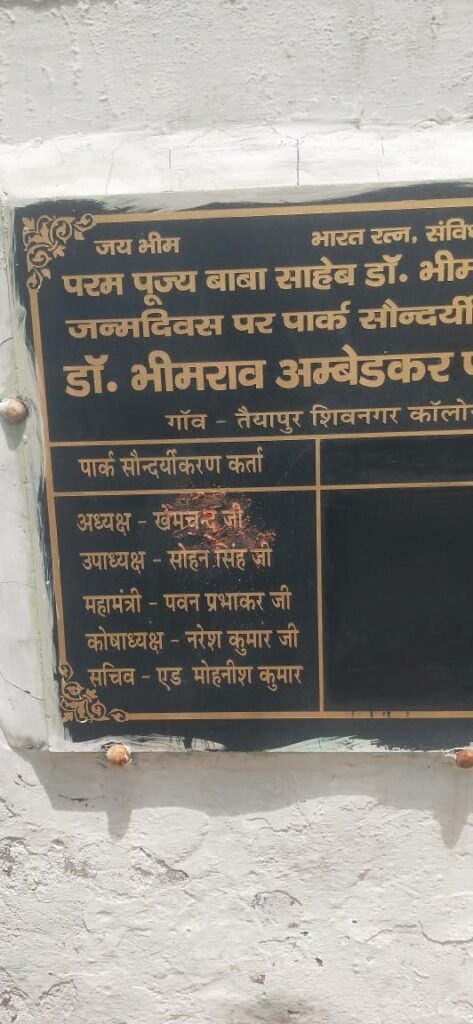 जय भीम भारत रत्न,
परम पूज्य बाबा साहेब डॉ.
जन्मदिवस पर पार्क
डॉ. भीमराव अम्बेडकर
गॉव - तैयापुर शिवनगर
पार्क सौन्दर्यीकरण कर्ता
अध्यक्ष - खेमचन्द जी
उपाध्यक्ष - सोहन सिंह जी
महामंत्री - पवन प्रभाकर जी
कोषाध्यक्ष - नरेश कुमार जी
सचिव - एड मोहनीश कुमार